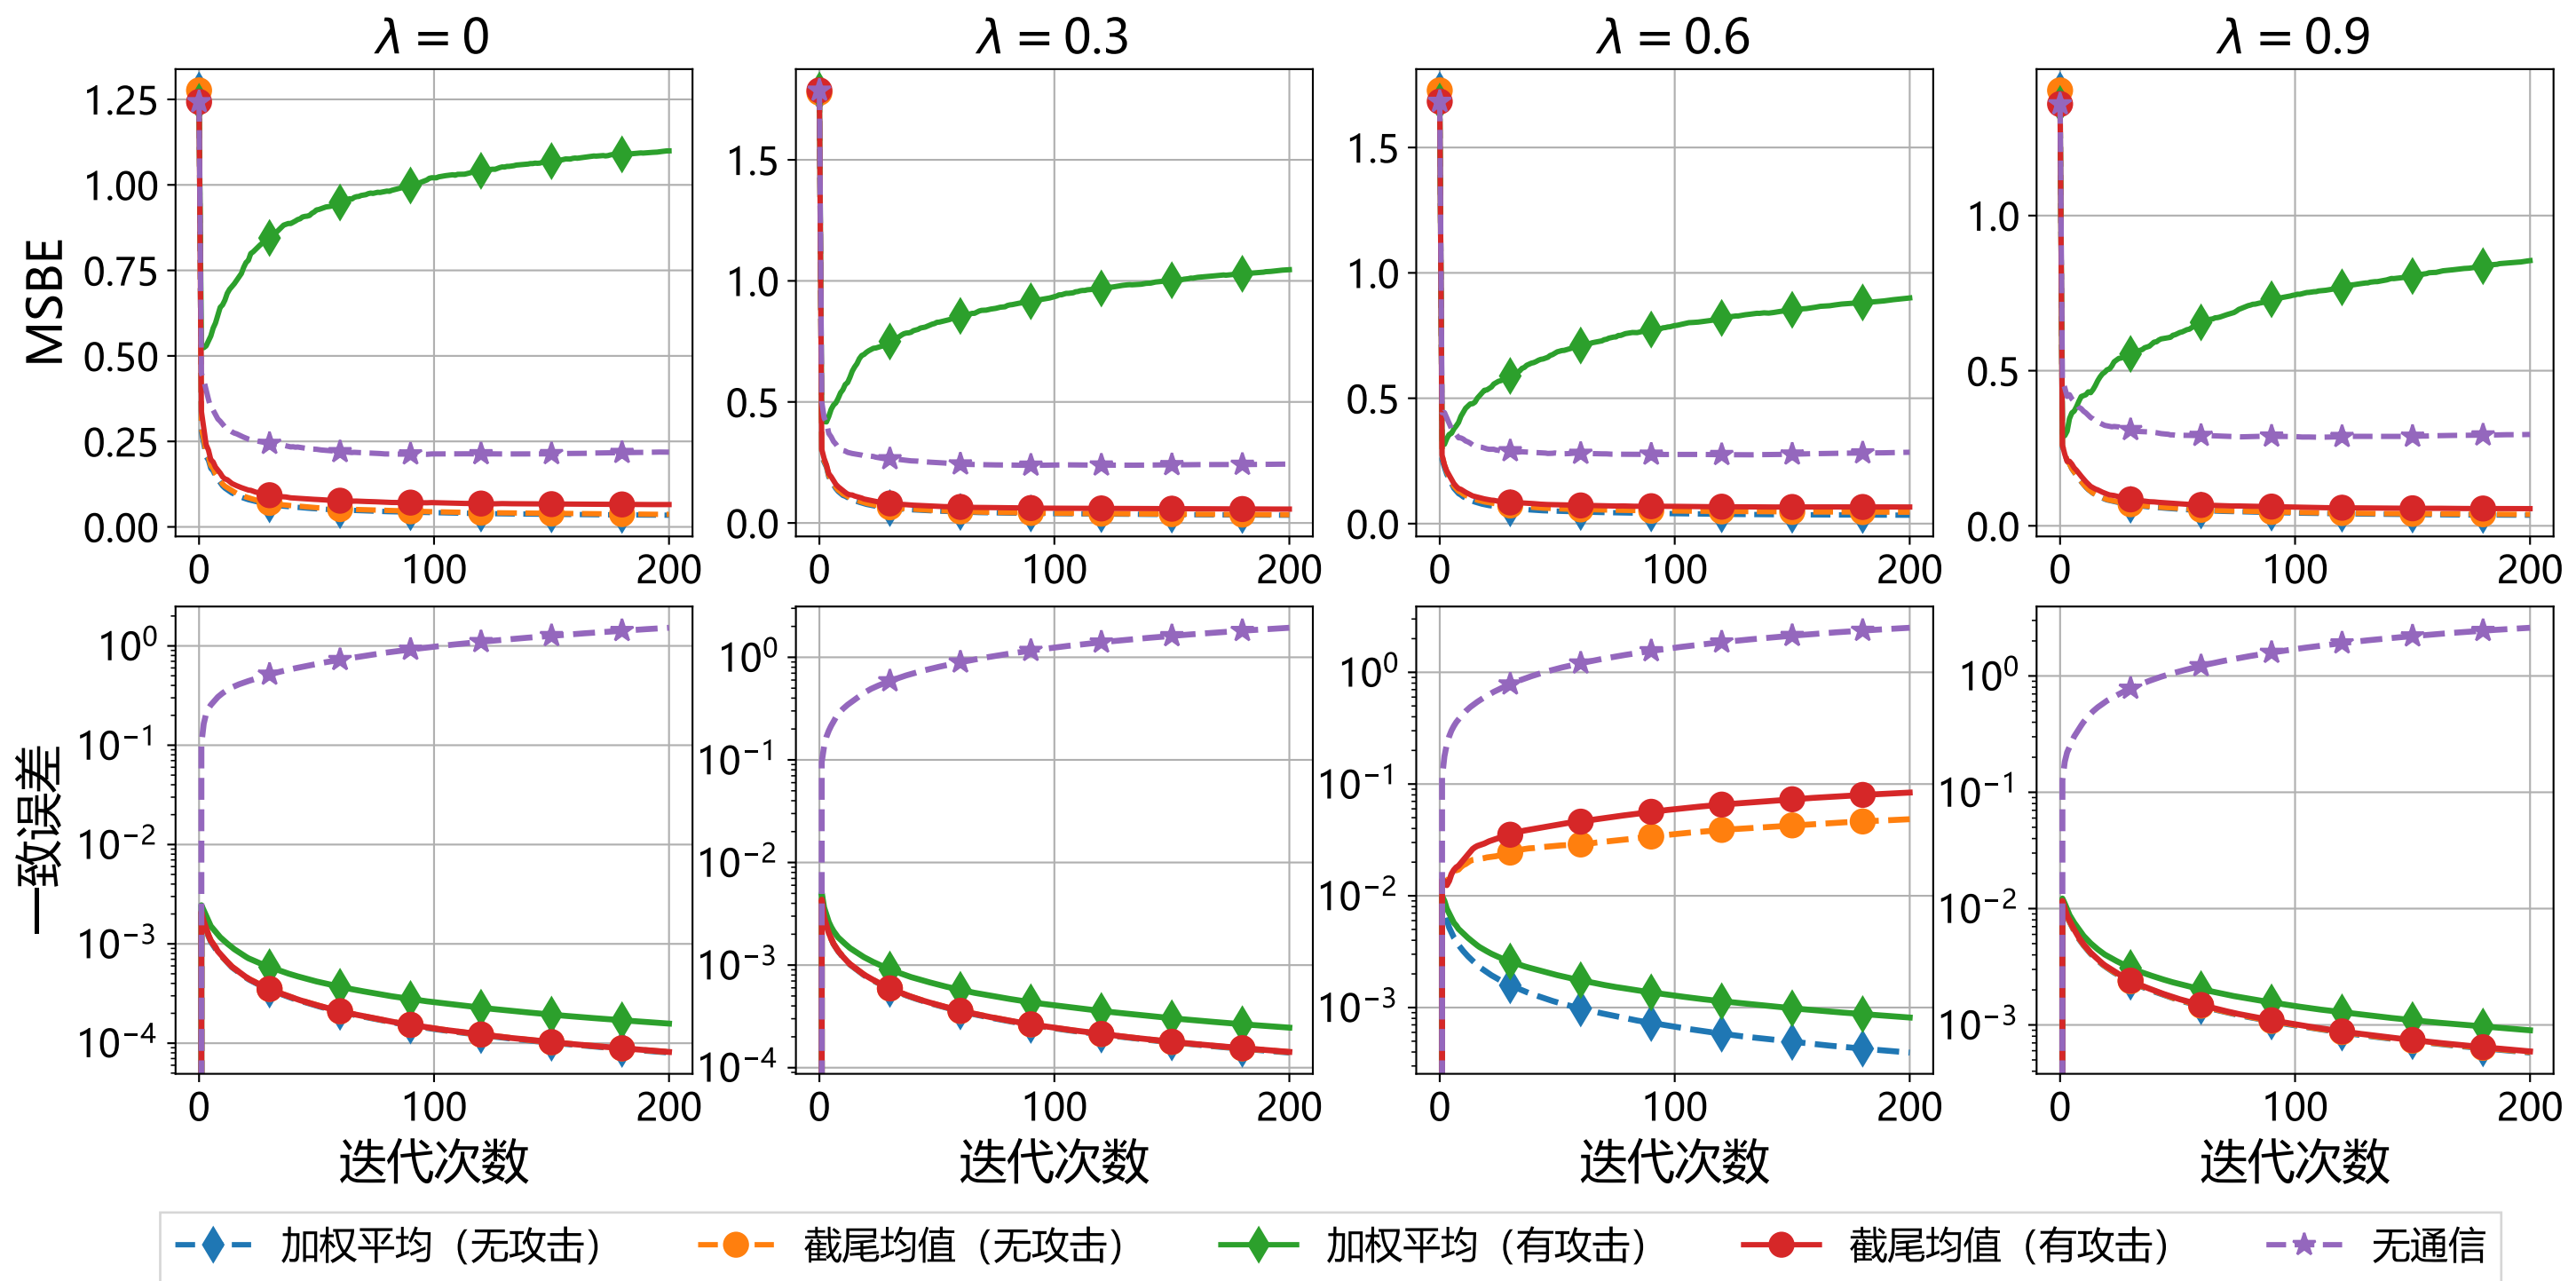 λ = 0
λ = 0.3
λ = 0.6
λ = 0.9
MSBE
1.25
1.00
0.75
0.50
0.25
0.00
0 100 200
1.5
1.0
0.5
0.0
0 100 200
1.5
1.0
0.5
0.0
0 100 200
1.0
0.5
0.0
0 100 200
一致误差
10⁰
10⁻¹
10⁻²
10⁻³
10⁻⁴
0 100 200
迭代次数
10⁰
10⁻¹
10⁻²
10⁻³
10⁻⁴
0 100 200
迭代次数
10⁰
10⁻¹
10⁻²
10⁻³
0 100 200
迭代次数
10⁰
10⁻¹
10⁻²
10⁻³
0 100 200
迭代次数
加权平均（无攻击）
截尾均值（无攻击）
加权平均（有攻击）
截尾均值（有攻击）
无通信